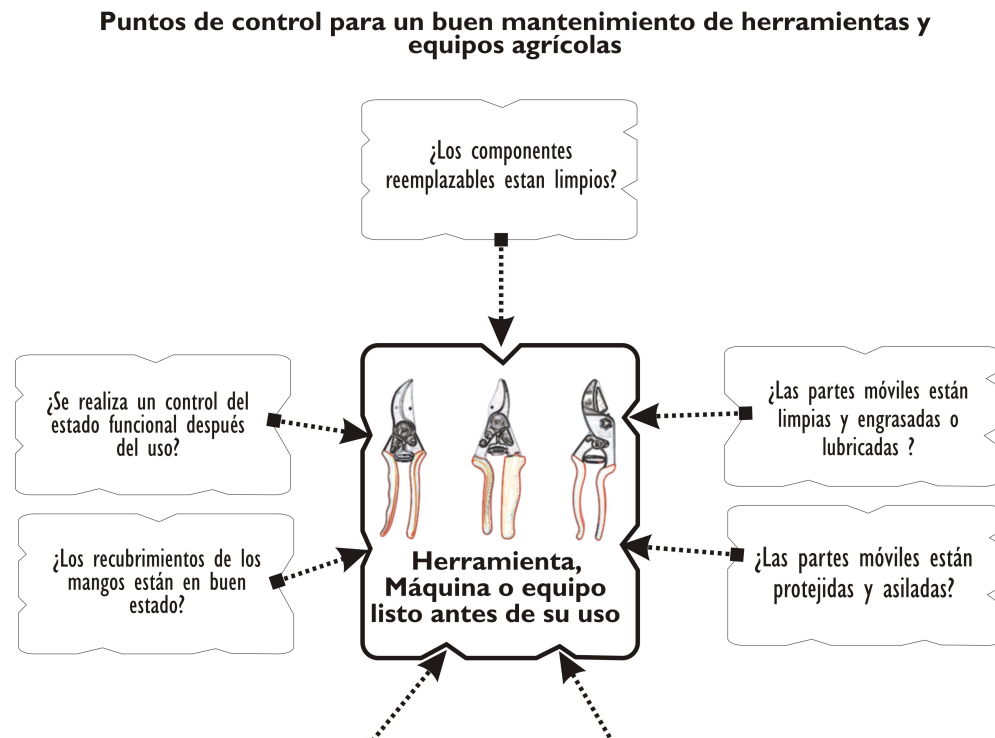 Puntos de control para un buen mantenimiento de herramientas y
equipos agrícolas
¿Los componentes
reemplazables estan limpios?
¿Se realiza un control del
estado funcional después
del uso?
¿Las partes móviles están
limpias y engrasadas o
lubricadas ?
¿Los recubrimientos de los
mangos están en buen
estado?
¿Las partes móviles están
protejidas y asiladas?
Herramienta,
Máquina o equipo
listo antes de su uso